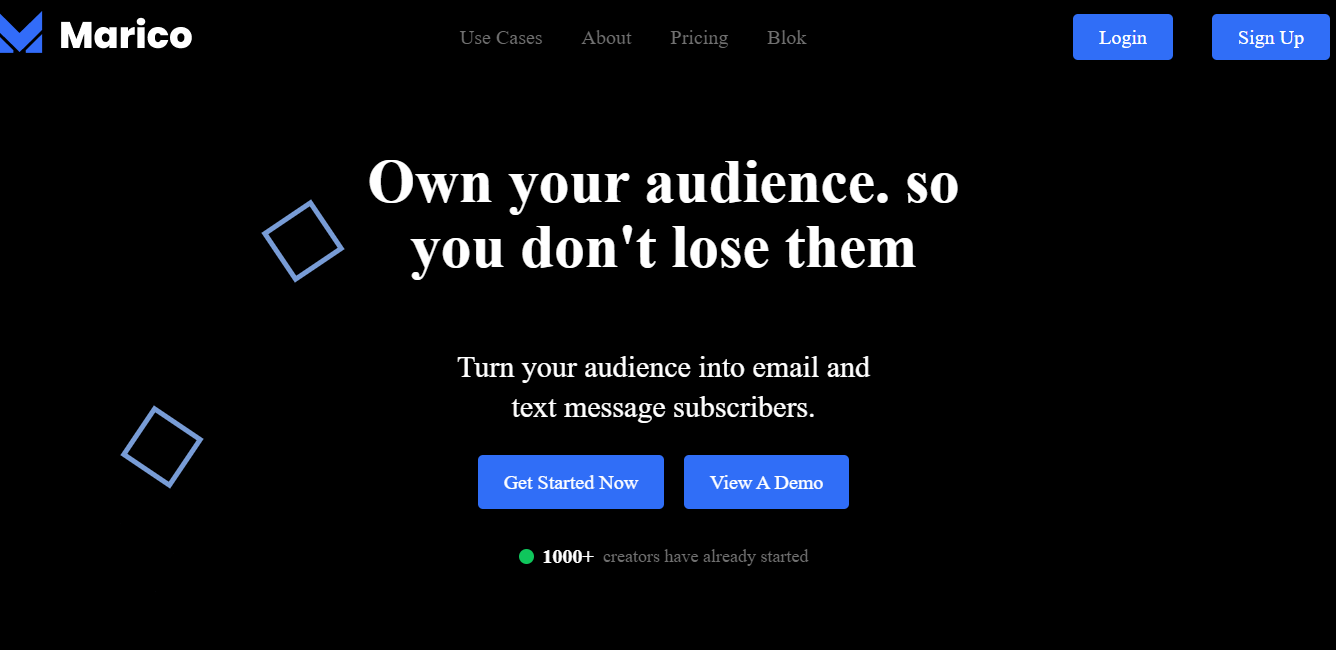 Marico
Use Cases About Pricing Blok
Login Sign Up
Own your audience. so
you don't lose them
Turn your audience into email and
text message subscribers.
Get Started Now View A Demo
1000+ creators have already started